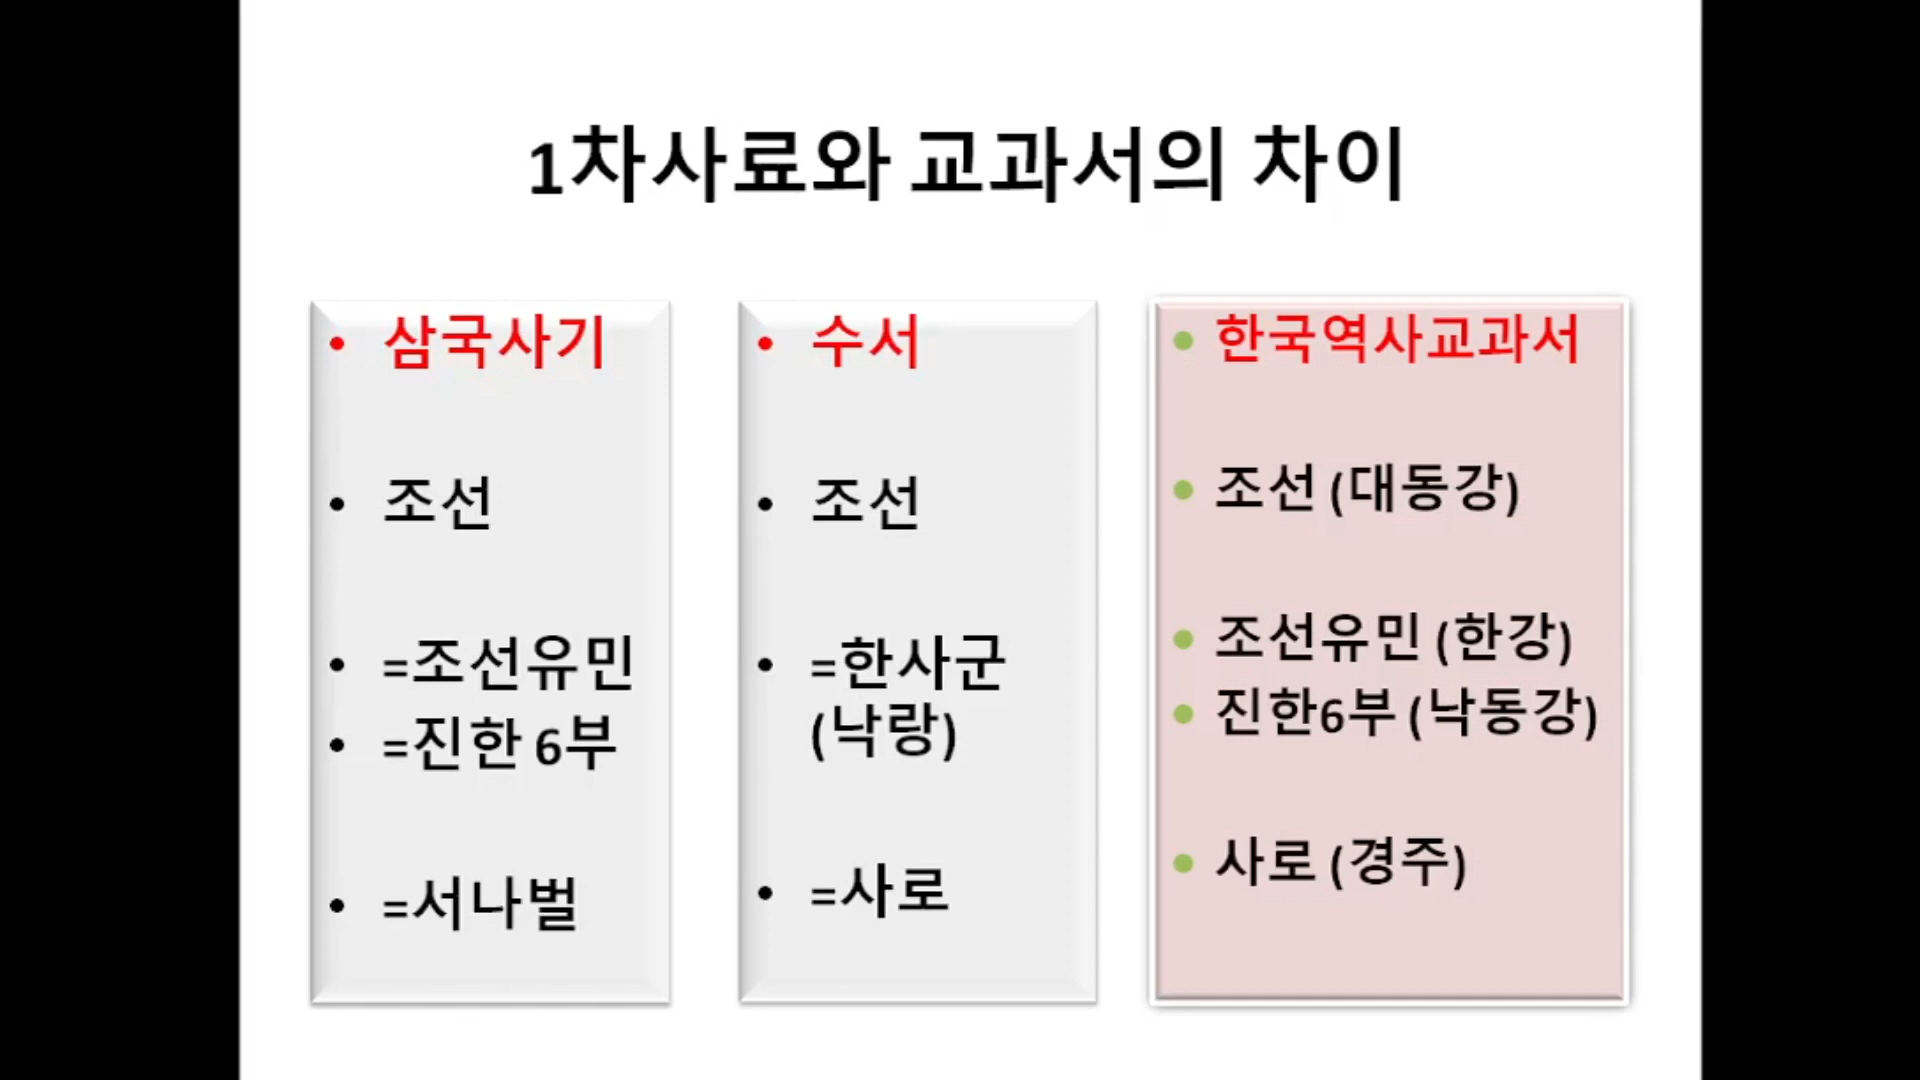 1차사료와 교과서의 차이
• 삼국사기
• 조선
• =조선유민
• =진한 6부
• =서나벌
• 수서
• 조선
• =한사군
(낙랑)
• =사로
• 한국역사교과서
• 조선 (대동강)
• 조선유민 (한강)
• 진한6부 (낙동강)
• 사로 (경주)